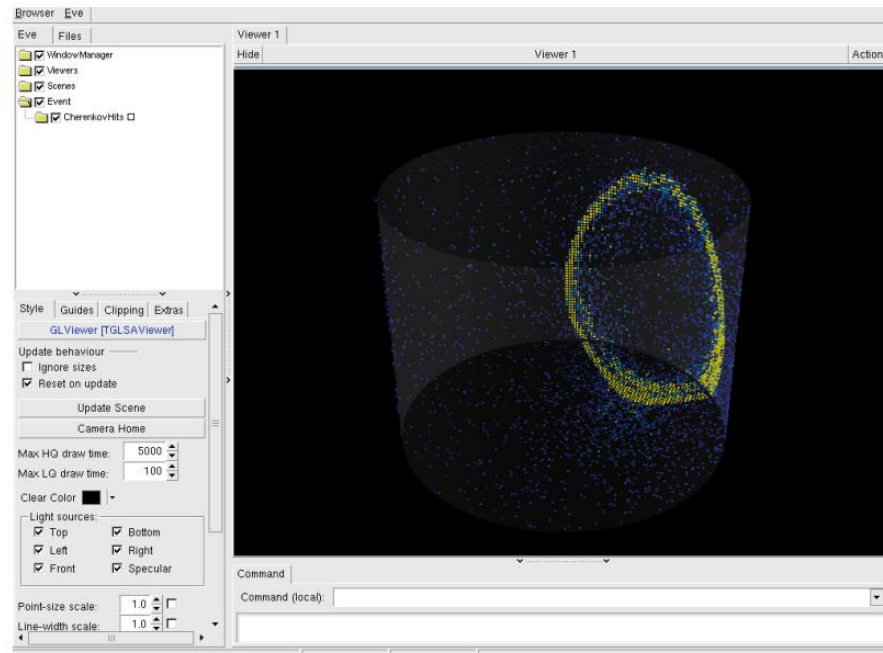 Browser Eve
Eve Files
WindowManager
Viewers
Scenes
Event
CherenkovHits
Style Guides Clipping Extras
GLViewer [TGLSAViewer]
Update behaviour
Ignore sizes
Reset on update
Update Scene
Camera Home
Max HQ draw time: 5000
Max LQ draw time: 100
Clear Color
Light sources:
Top Bottom
Left Right
Front Specular
Point-size scale: 1.0
Line-width scale: 1.0
Viewer 1
Hide Viewer 1 Action
Command
Command (local):